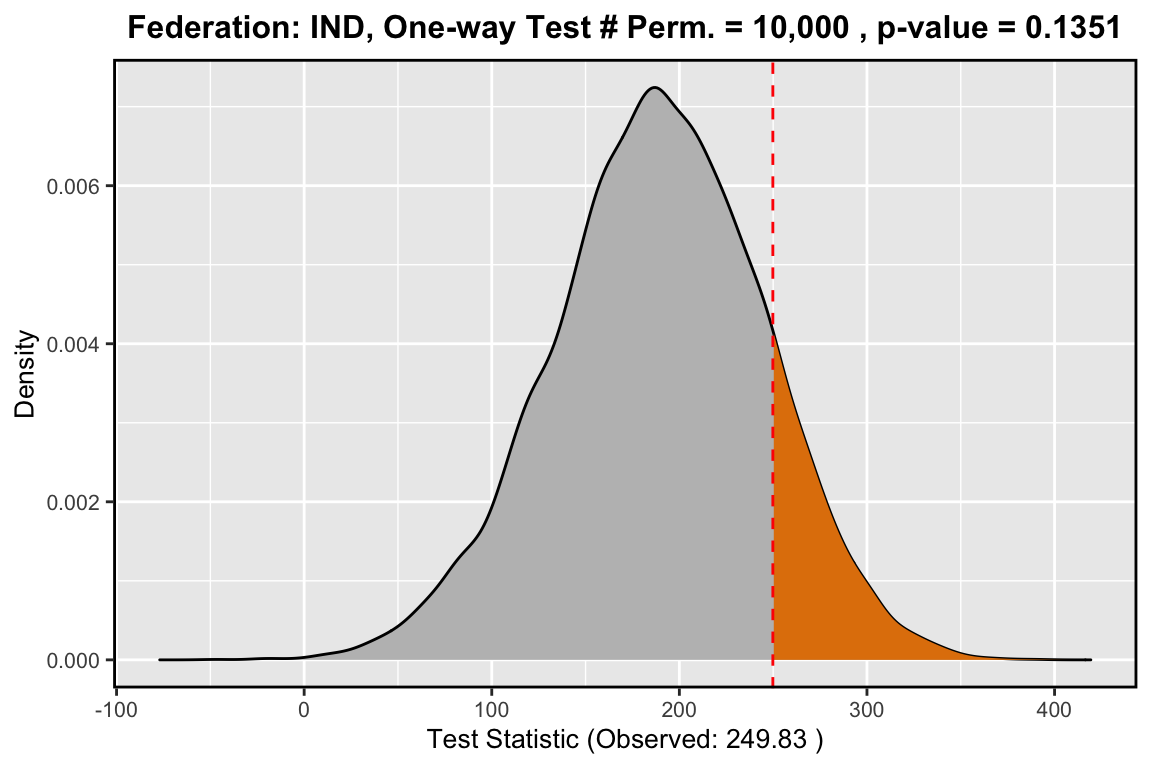 Federation: IND, One-way Test # Perm. = 10,000 , p-value = 0.1351
Density
0.006
0.004
0.002
0.000
-100 0 100 200 300 400
Test Statistic (Observed: 249.83 )